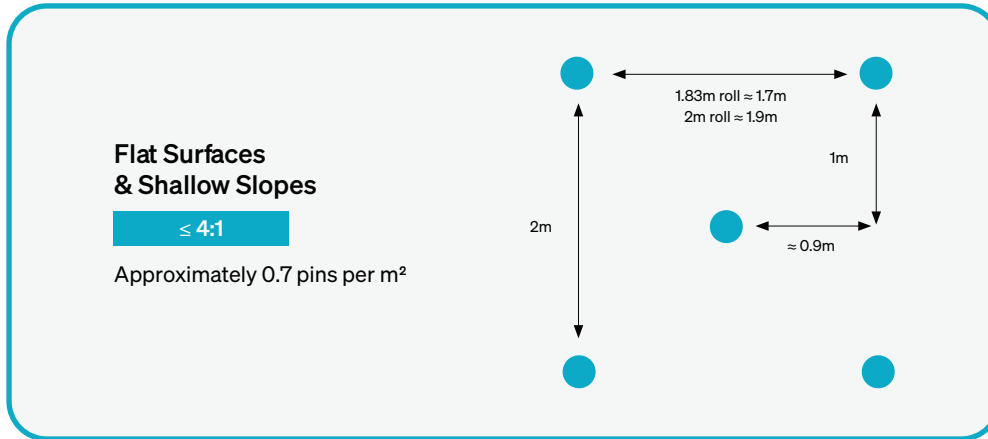 Flat Surfaces
& Shallow Slopes
≤ 4:1
Approximately 0.7 pins per m²
1.83m roll ≈ 1.7m
2m roll ≈ 1.9m
1m
2m
≈ 0.9m